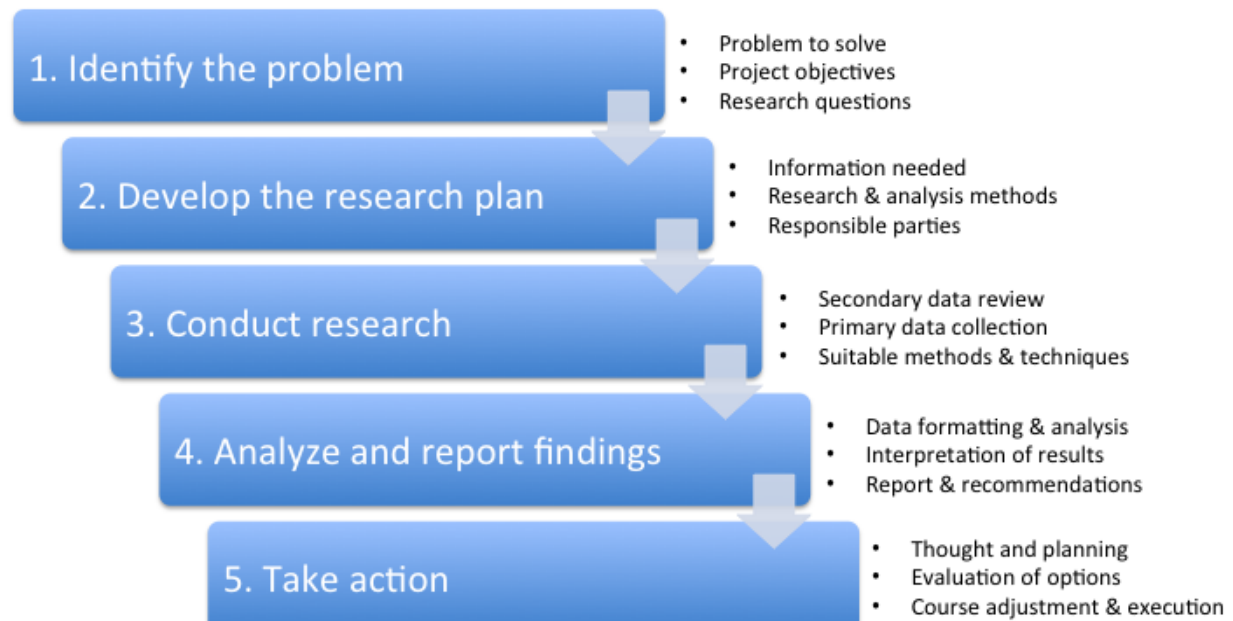 1. Identify the problem
• Problem to solve
• Project objectives
• Research questions
2. Develop the research plan
• Information needed
• Research & analysis methods
• Responsible parties
3. Conduct research
• Secondary data review
• Primary data collection
• Suitable methods & techniques
4. Analyze and report findings
• Data formatting & analysis
• Interpretation of results
• Report & recommendations
5. Take action
• Thought and planning
• Evaluation of options
• Course adjustment & execution